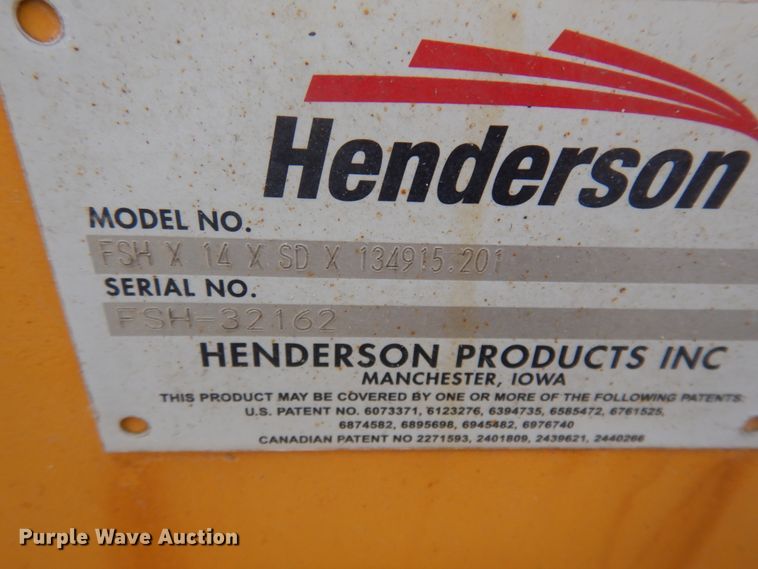 Henderson
MODEL NO.
FSH X 14 X SD X 134915.201
SERIAL NO.
FSH-32162
HENDERSON PRODUCTS INC
MANCHESTER, IOWA
THIS PRODUCT MAY BE COVERED BY ONE OR MORE OF THE FOLLOWING PATENTS:
U.S. PATENT NO. 6073371, 6123276, 6394735, 6585472, 6761525,
6874582, 6895698, 6945482, 6976740
CANADIAN PATENT NO 2271593, 2401809, 2439621, 2440266
Purple Wave Auction